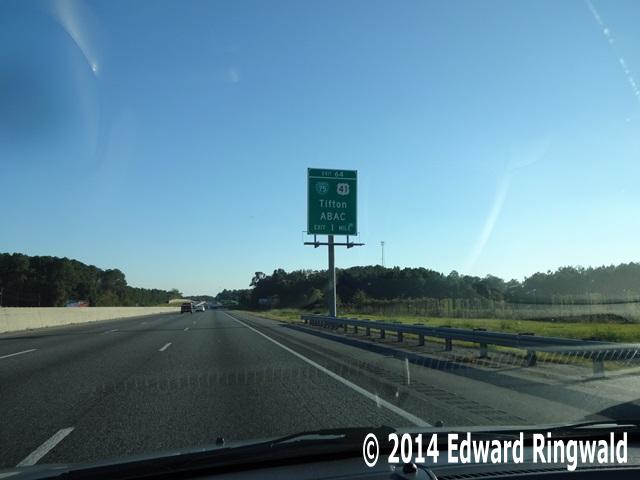 EXIT 64
75 41
Tifton
ABAC
EXIT 1 MILE
© 2014 Edward Ringwald